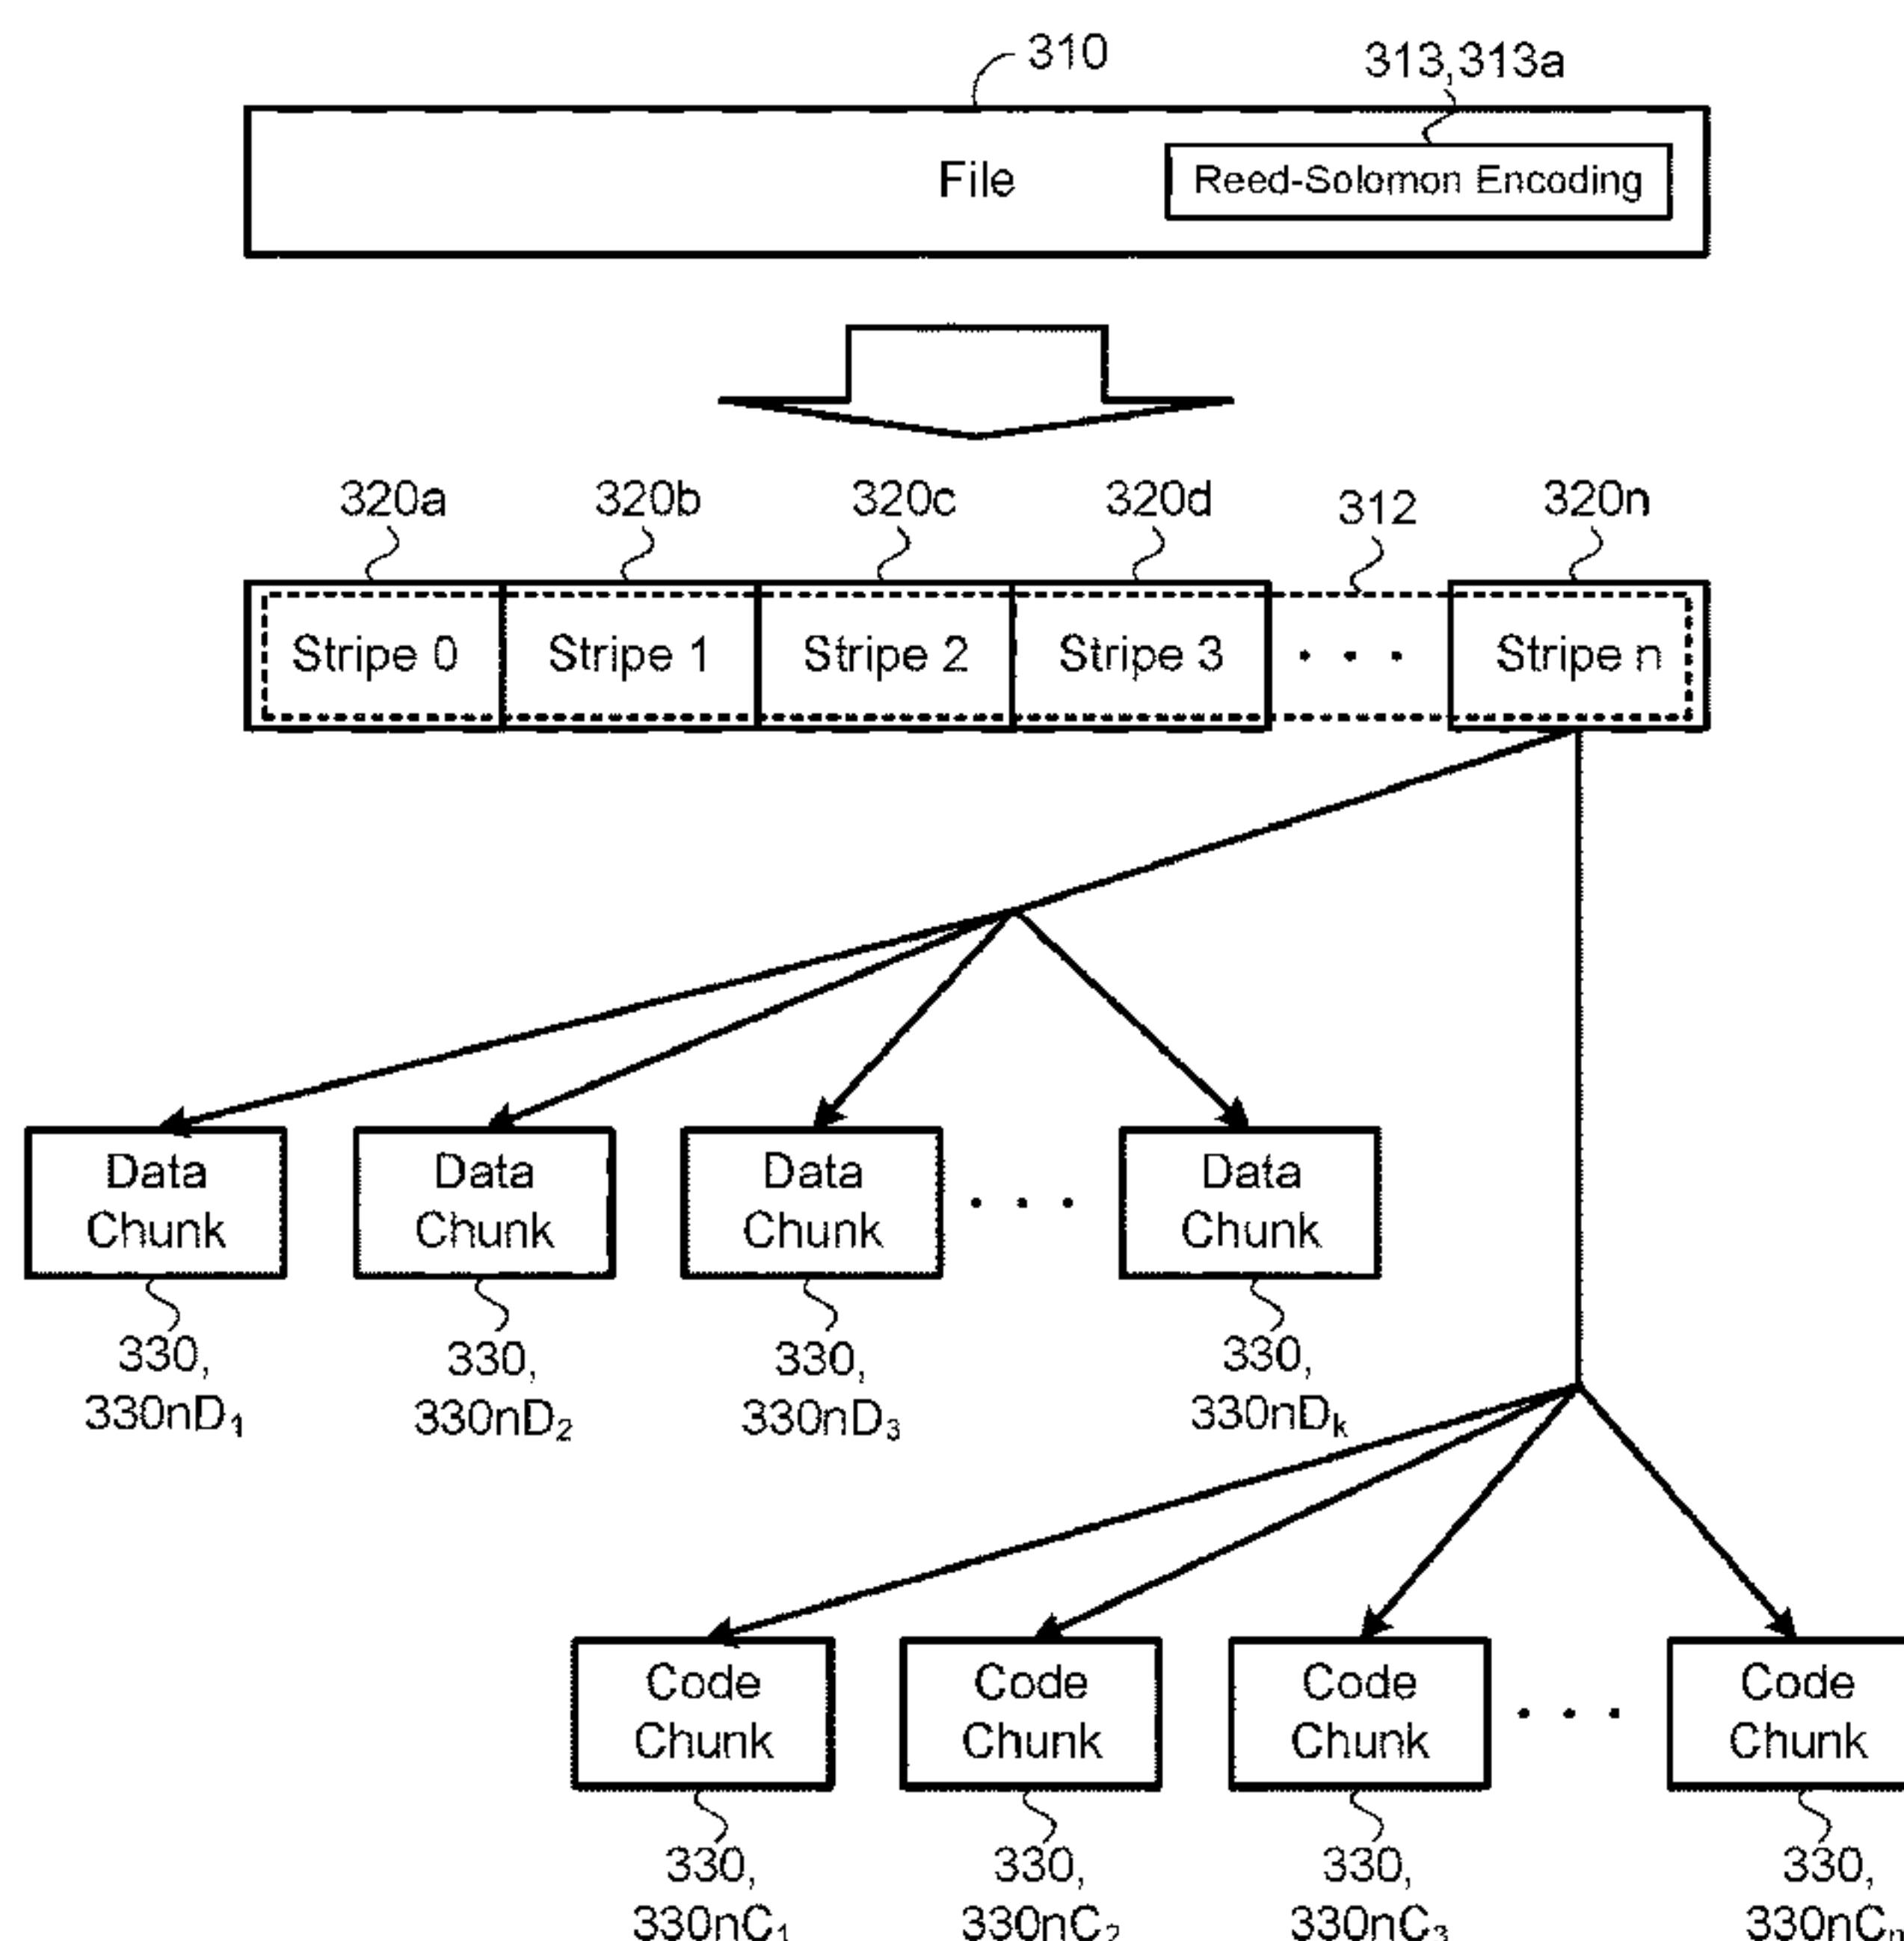 310
313,313a
File
Reed-Solomon Encoding
320a 320b 320c 320d 312 320n
Stripe 0 Stripe 1 Stripe 2 Stripe 3 . . . Stripe n
Data Chunk
Data Chunk
Data Chunk
. . .
Data Chunk
330, 330nD₁
330, 330nD₂
330, 330nD₃
330, 330nDₖ
Code Chunk
Code Chunk
Code Chunk
. . .
Code Chunk
330, 330nC₁
330, 330nC₂
330, 330nC₃
330,